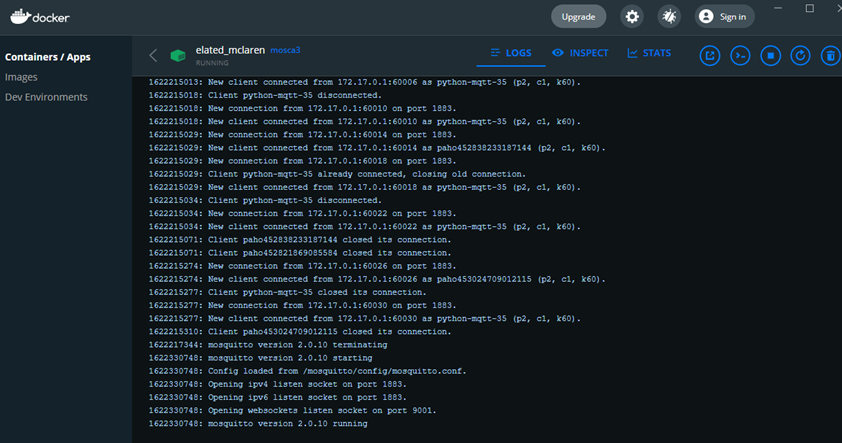 docker
Upgrade
Sign in
Containers / Apps
Images
Dev Environments
elated_mclaren mosca3
RUNNING
LOGS
INSPECT
STATS
1622215013: New client connected from 172.17.0.1:60006 as python-mqtt-35 (p2, c1, k60).
1622215018: Client python-mqtt-35 disconnected.
1622215018: New connection from 172.17.0.1:60010 on port 1883.
1622215018: New client connected from 172.17.0.1:60010 as python-mqtt-35 (p2, c1, k60).
1622215029: New connection from 172.17.0.1:60014 on port 1883.
1622215029: New client connected from 172.17.0.1:60014 as paho452838233187144 (p2, c1, k60).
1622215029: New connection from 172.17.0.1:60018 on port 1883.
1622215029: Client python-mqtt-35 already connected, closing old connection.
1622215029: New client connected from 172.17.0.1:60018 as python-mqtt-35 (p2, c1, k60).
1622215034: Client python-mqtt-35 disconnected.
1622215034: New connection from 172.17.0.1:60022 on port 1883.
1622215034: New client connected from 172.17.0.1:60022 as python-mqtt-35 (p2, c1, k60).
1622215071: Client paho452838233187144 closed its connection.
1622215071: Client paho452821869085584 closed its connection.
1622215274: New connection from 172.17.0.1:60026 on port 1883.
1622215274: New client connected from 172.17.0.1:60026 as paho453024709012115 (p2, c1, k60).
1622215277: Client python-mqtt-35 closed its connection.
1622215277: New connection from 172.17.0.1:60030 on port 1883.
1622215277: New client connected from 172.17.0.1:60030 as python-mqtt-35 (p2, c1, k60).
1622215310: Client paho453024709012115 closed its connection.
1622217344: mosquitto version 2.0.10 terminating
1622330748: mosquitto version 2.0.10 starting
1622330748: Config loaded from /mosquitto/config/mosquitto.conf.
1622330748: Opening ipv4 listen socket on port 1883.
1622330748: Opening ipv6 listen socket on port 1883.
1622330748: Opening websockets listen socket on port 9001.
1622330748: mosquitto version 2.0.10 running